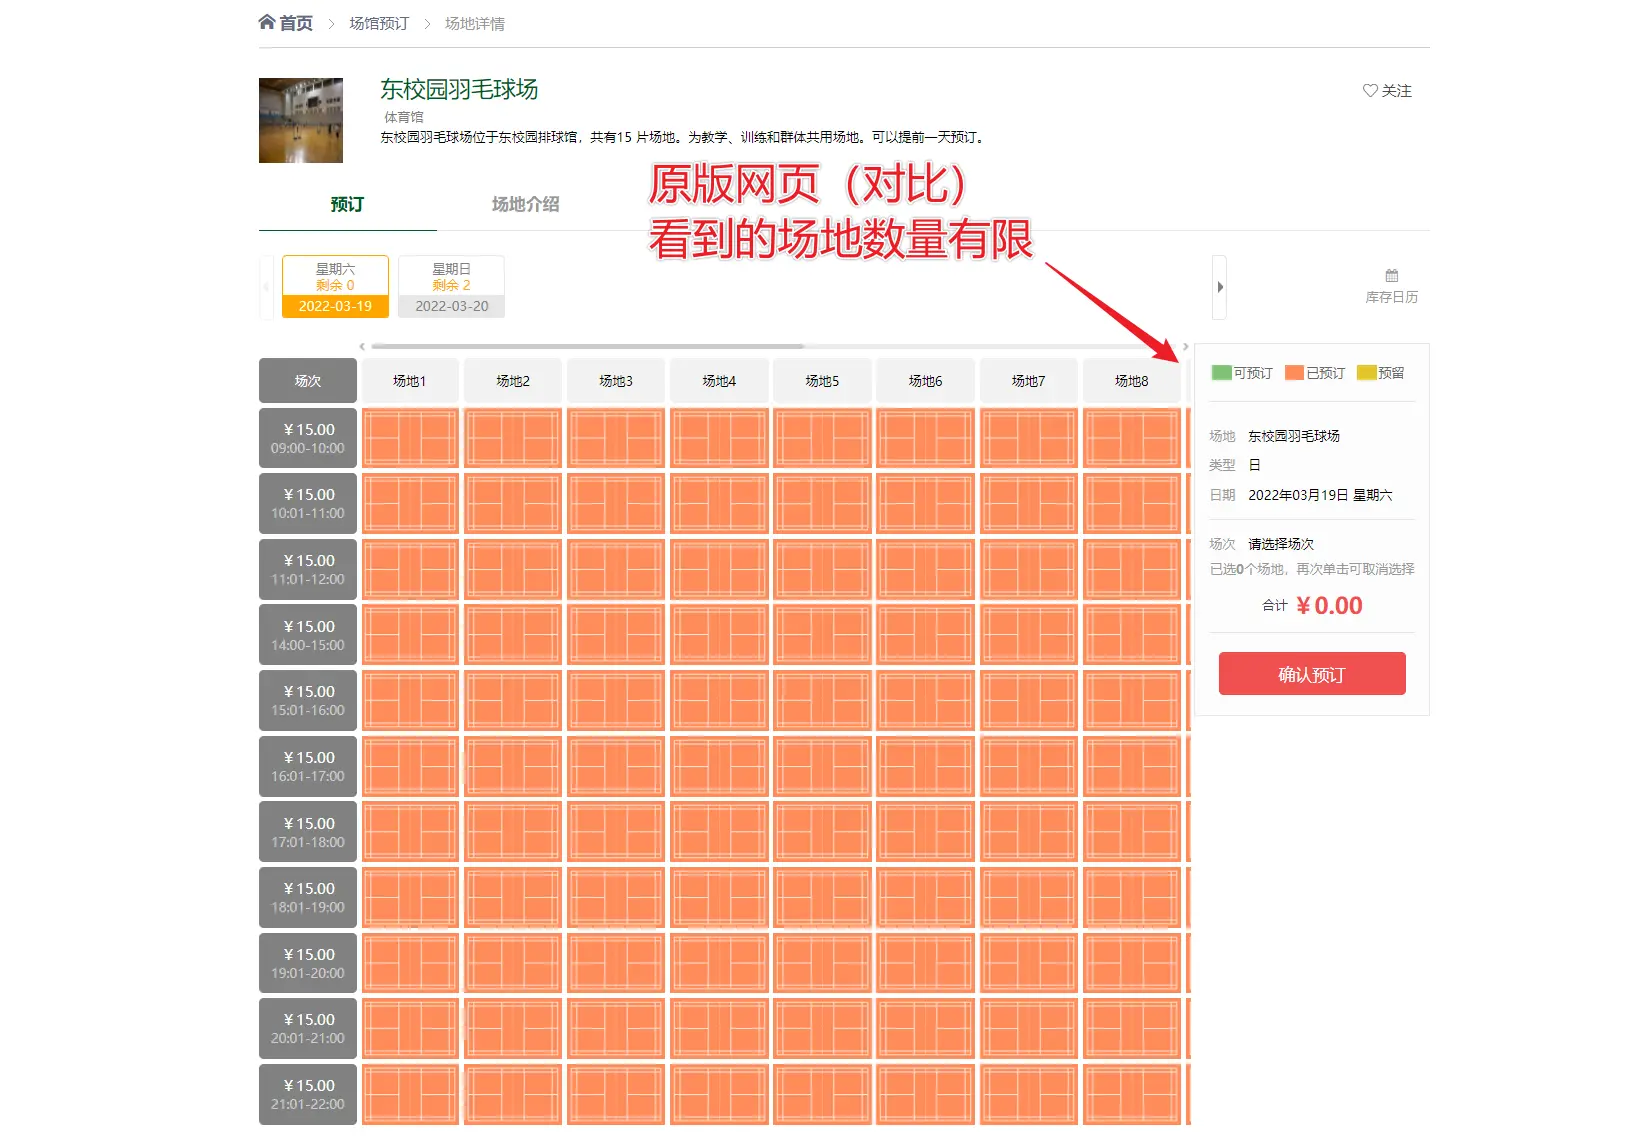 首页 > 场馆预订 > 场地详情
东校园羽毛球场
关注
体育馆
东校园羽毛球场位于东校园排球馆，共有15 片场地。为教学、训练和群体共用场地。可以提前一天预订。
原版网页（对比）
看到的场地数量有限
预订 场地介绍
星期六 星期日
剩余 0 剩余 2
2022-03-19 2022-03-20
库存日历
场次 场地1 场地2 场地3 场地4 场地5 场地6 场地7 场地8
¥ 15.00
09:00-10:00
¥ 15.00
10:01-11:00
¥ 15.00
11:01-12:00
¥ 15.00
14:00-15:00
¥ 15.00
15:01-16:00
¥ 15.00
16:01-17:00
¥ 15.00
17:01-18:00
¥ 15.00
18:01-19:00
¥ 15.00
19:01-20:00
¥ 15.00
20:01-21:00
¥ 15.00
21:01-22:00
可预订 已预订 预留
场地 东校园羽毛球场
类型 日
日期 2022年03月19日 星期六
场次 请选择场次
已选0个场地，再次单击可取消选择
合计 ¥ 0.00
确认预订